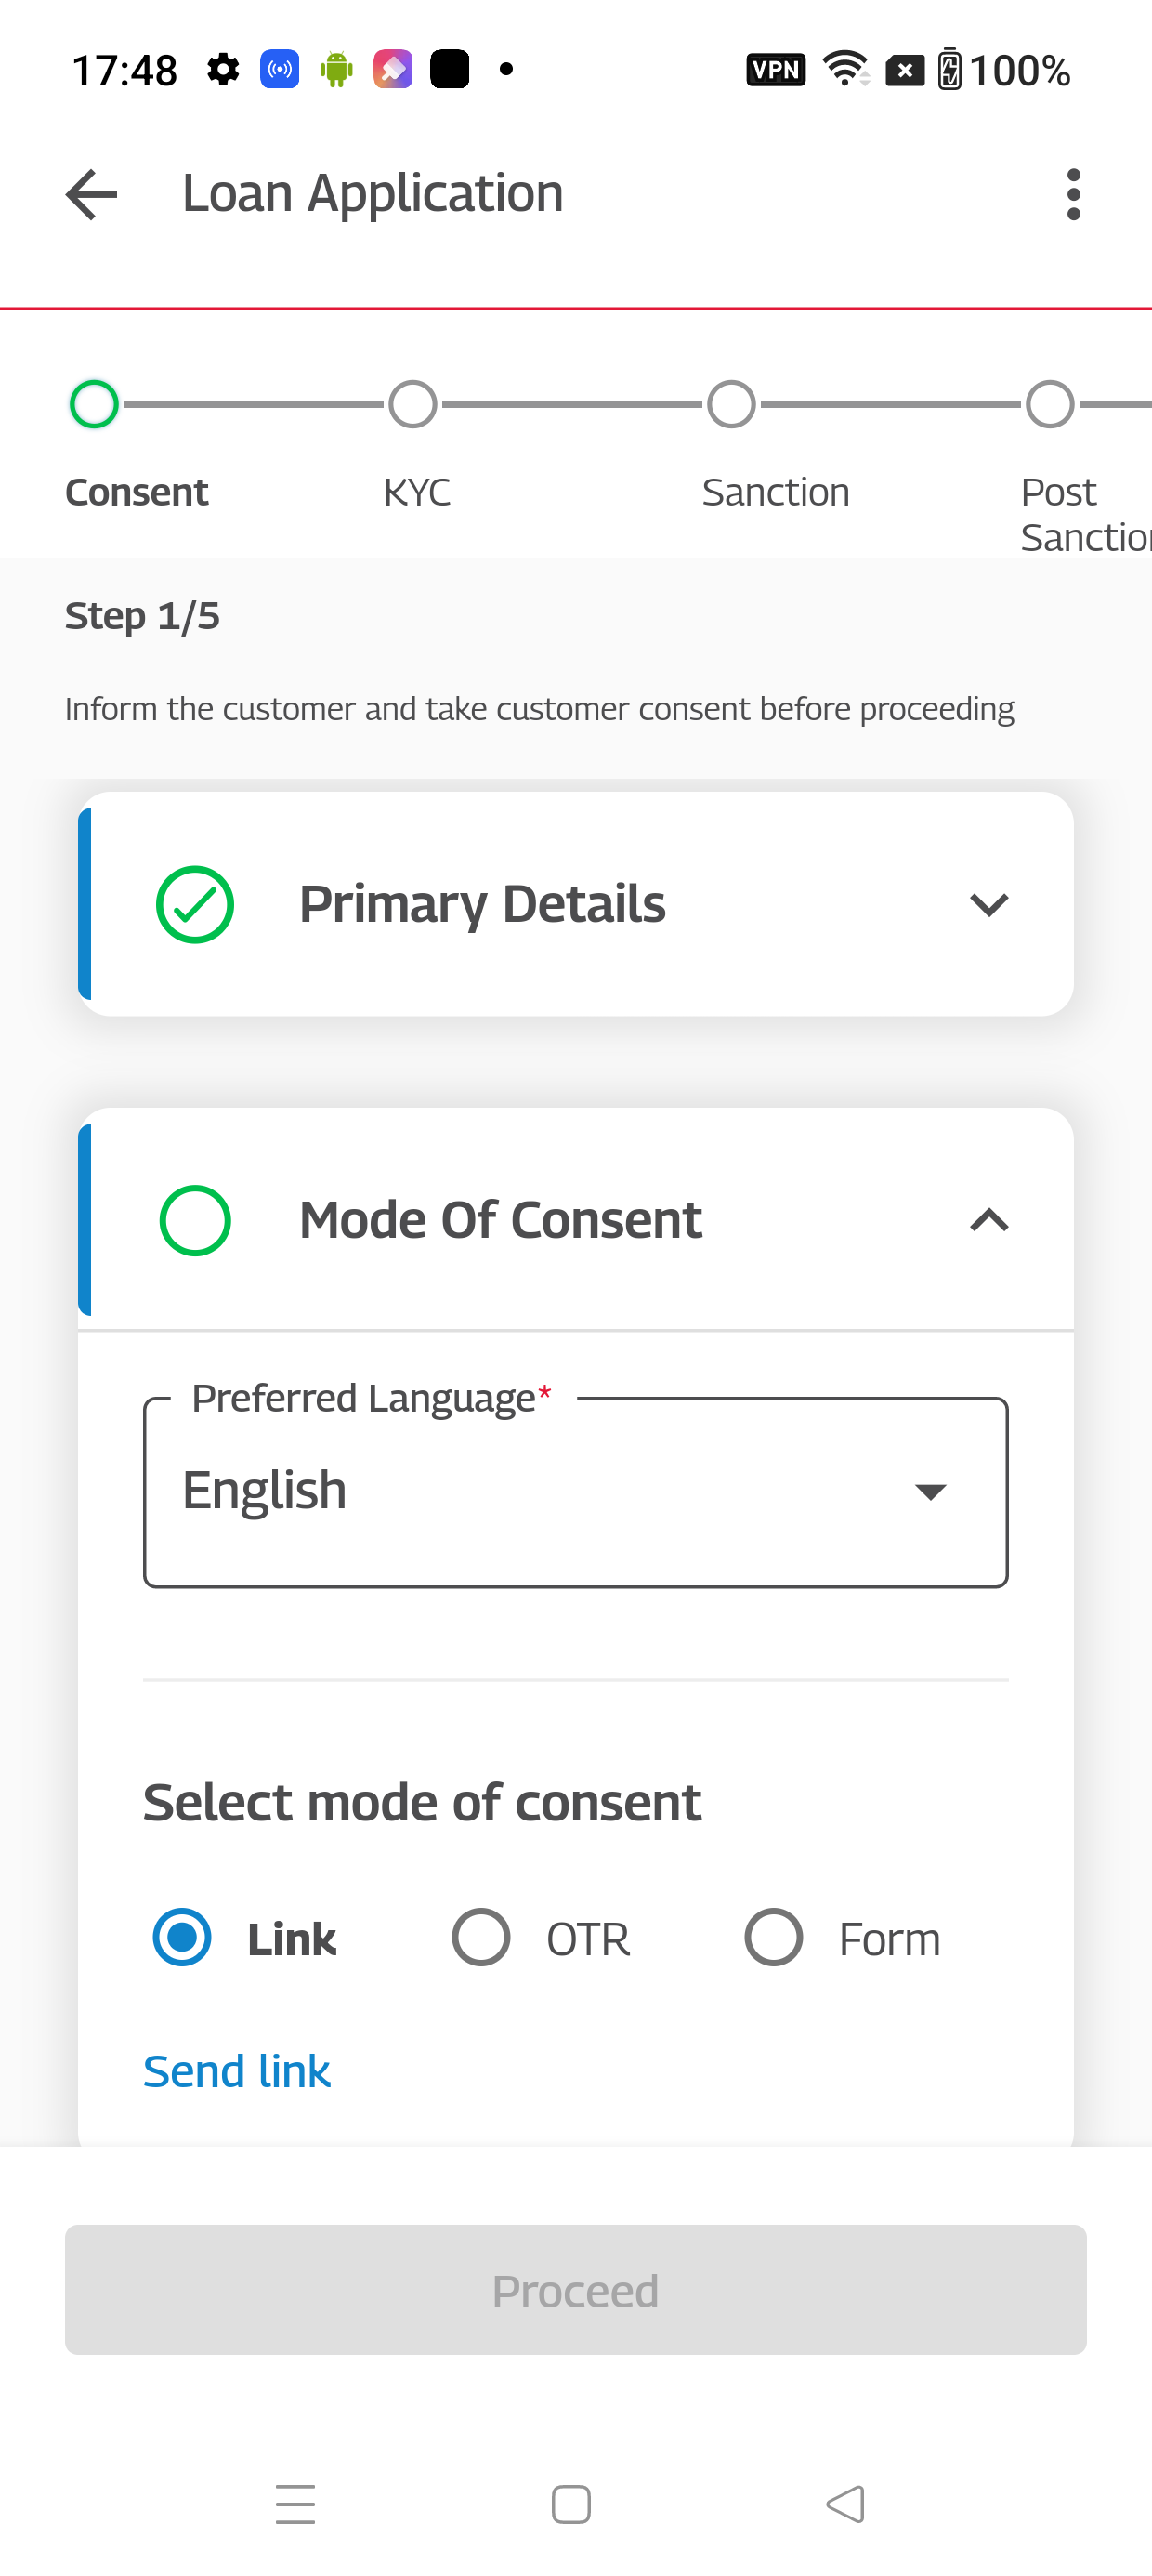 17:48
VPN
100%
Loan Application
Consent
KYC
Sanction
Post
Sanctio
Step 1/5
Inform the customer and take customer consent before proceeding
Primary Details
Mode Of Consent
Preferred Language*
English
Select mode of consent
Link
OTR
Form
Send link
Proceed